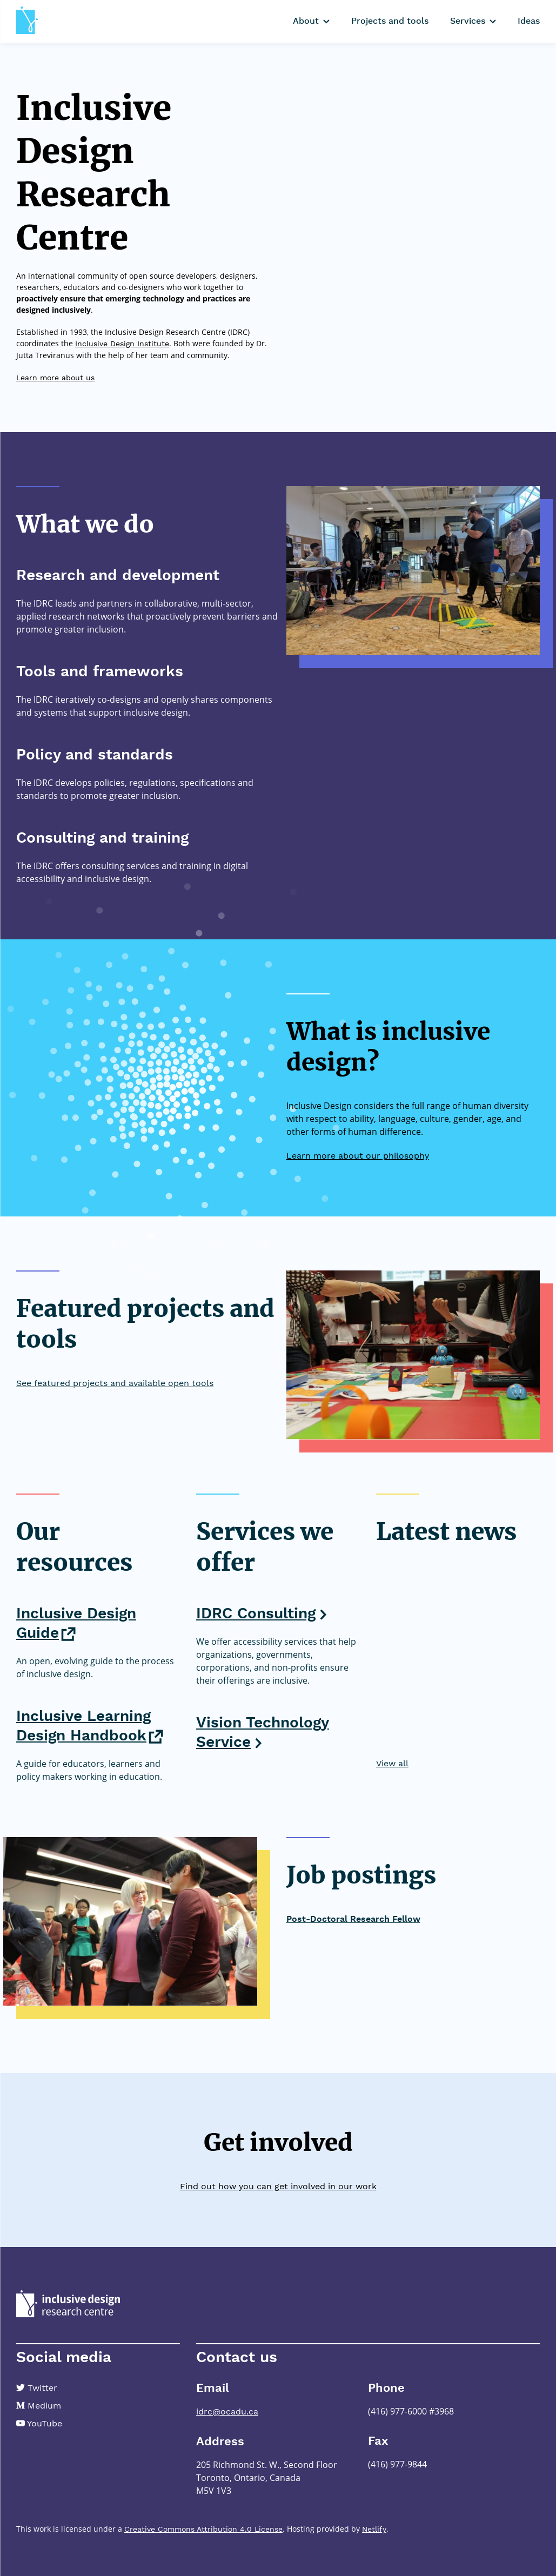 About
Projects and tools
Services
Ideas
Inclusive
Design
Research
Centre
An international community of open source developers, designers,
researchers, educators and co-designers who work together to
proactively ensure that emerging technology and practices are
designed inclusively.
Established in 1993, the Inclusive Design Research Centre (IDRC)
coordinates the Inclusive Design Institute. Both were founded by Dr.
Jutta Treviranus with the help of her team and community.
Learn more about us
What we do
Research and development
The IDRC leads and partners in collaborative, multi-sector,
applied research networks that proactively prevent barriers and
promote greater inclusion.
Tools and frameworks
The IDRC iteratively co-designs and openly shares components
and systems that support inclusive design.
Policy and standards
The IDRC develops policies, regulations, specifications and
standards to promote greater inclusion.
Consulting and training
The IDRC offers consulting services and training in digital
accessibility and inclusive design.
What is inclusive
design?
Inclusive Design considers the full range of human diversity
with respect to ability, language, culture, gender, age, and
other forms of human difference.
Learn more about our philosophy
Featured projects and
tools
See featured projects and available open tools
Our
resources
Inclusive Design
Guide
An open, evolving guide to the process
of inclusive design.
Inclusive Learning
Design Handbook
A guide for educators, learners and
policy makers working in education.
Services we
offer
IDRC Consulting
We offer accessibility services that help
organizations, governments,
corporations, and non-profits ensure
their offerings are inclusive.
Vision Technology
Service
Latest news
View all
Job postings
Post-Doctoral Research Fellow
Get involved
Find out how you can get involved in our work
inclusive design
research centre
Social media
Twitter
Medium
YouTube
Contact us
Email
idrc@ocadu.ca
Address
205 Richmond St. W., Second Floor
Toronto, Ontario, Canada
M5V 1V3
Phone
(416) 977-6000 #3968
Fax
(416) 977-9844
This work is licensed under a Creative Commons Attribution 4.0 License. Hosting provided by Netlify.